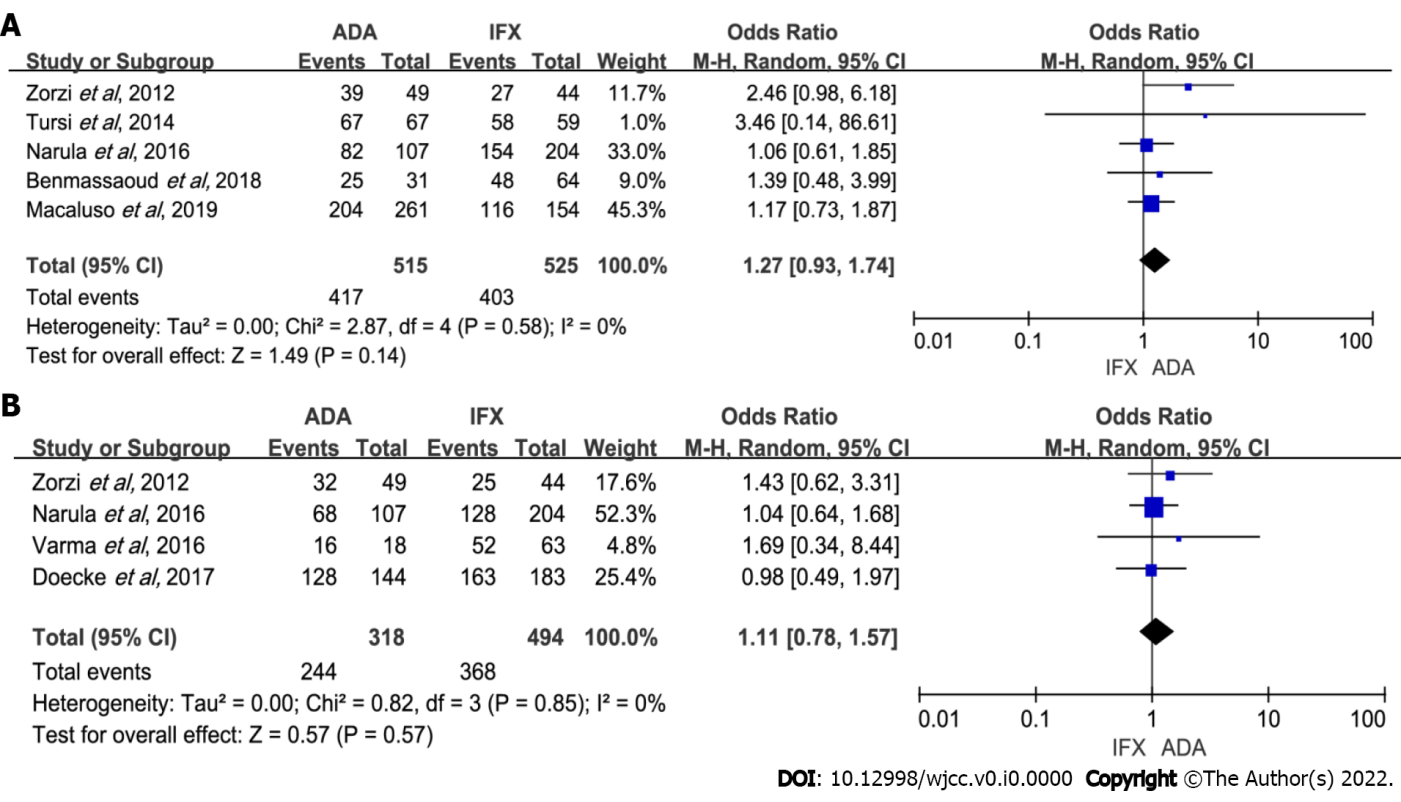 A
ADA IFX Odds Ratio Odds Ratio
Study or Subgroup Events Total Events Total Weight M-H, Random, 95% CI M-H, Random, 95% CI
Zorzi et al, 2012 39 49 27 44 11.7% 2.46 [0.98, 6.18]
Tursi et al, 2014 67 67 58 59 1.0% 3.46 [0.14, 86.61]
Narula et al, 2016 82 107 154 204 33.0% 1.06 [0.61, 1.85]
Benmassaoud et al, 2018 25 31 48 64 9.0% 1.39 [0.48, 3.99]
Macaluso et al, 2019 204 261 116 154 45.3% 1.17 [0.73, 1.87]
Total (95% CI) 515 525 100.0% 1.27 [0.93, 1.74]
Total events 417 403
Heterogeneity: Tau² = 0.00; Chi² = 2.87, df = 4 (P = 0.58); I² = 0%
Test for overall effect: Z = 1.49 (P = 0.14)
0.01 0.1 1 10 100
IFX ADA
B
ADA IFX Odds Ratio Odds Ratio
Study or Subgroup Events Total Events Total Weight M-H, Random, 95% CI M-H, Random, 95% CI
Zorzi et al, 2012 32 49 25 44 17.6% 1.43 [0.62, 3.31]
Narula et al, 2016 68 107 128 204 52.3% 1.04 [0.64, 1.68]
Varma et al, 2016 16 18 52 63 4.8% 1.69 [0.34, 8.44]
Doecke et al, 2017 128 144 163 183 25.4% 0.98 [0.49, 1.97]
Total (95% CI) 318 494 100.0% 1.11 [0.78, 1.57]
Total events 244 368
Heterogeneity: Tau² = 0.00; Chi² = 0.82, df = 3 (P = 0.85); I² = 0%
Test for overall effect: Z = 0.57 (P = 0.57)
0.01 0.1 1 10 100
IFX ADA
DOI: 10.12998/wjcc.v0.i0.0000 Copyright ©The Author(s) 2022.